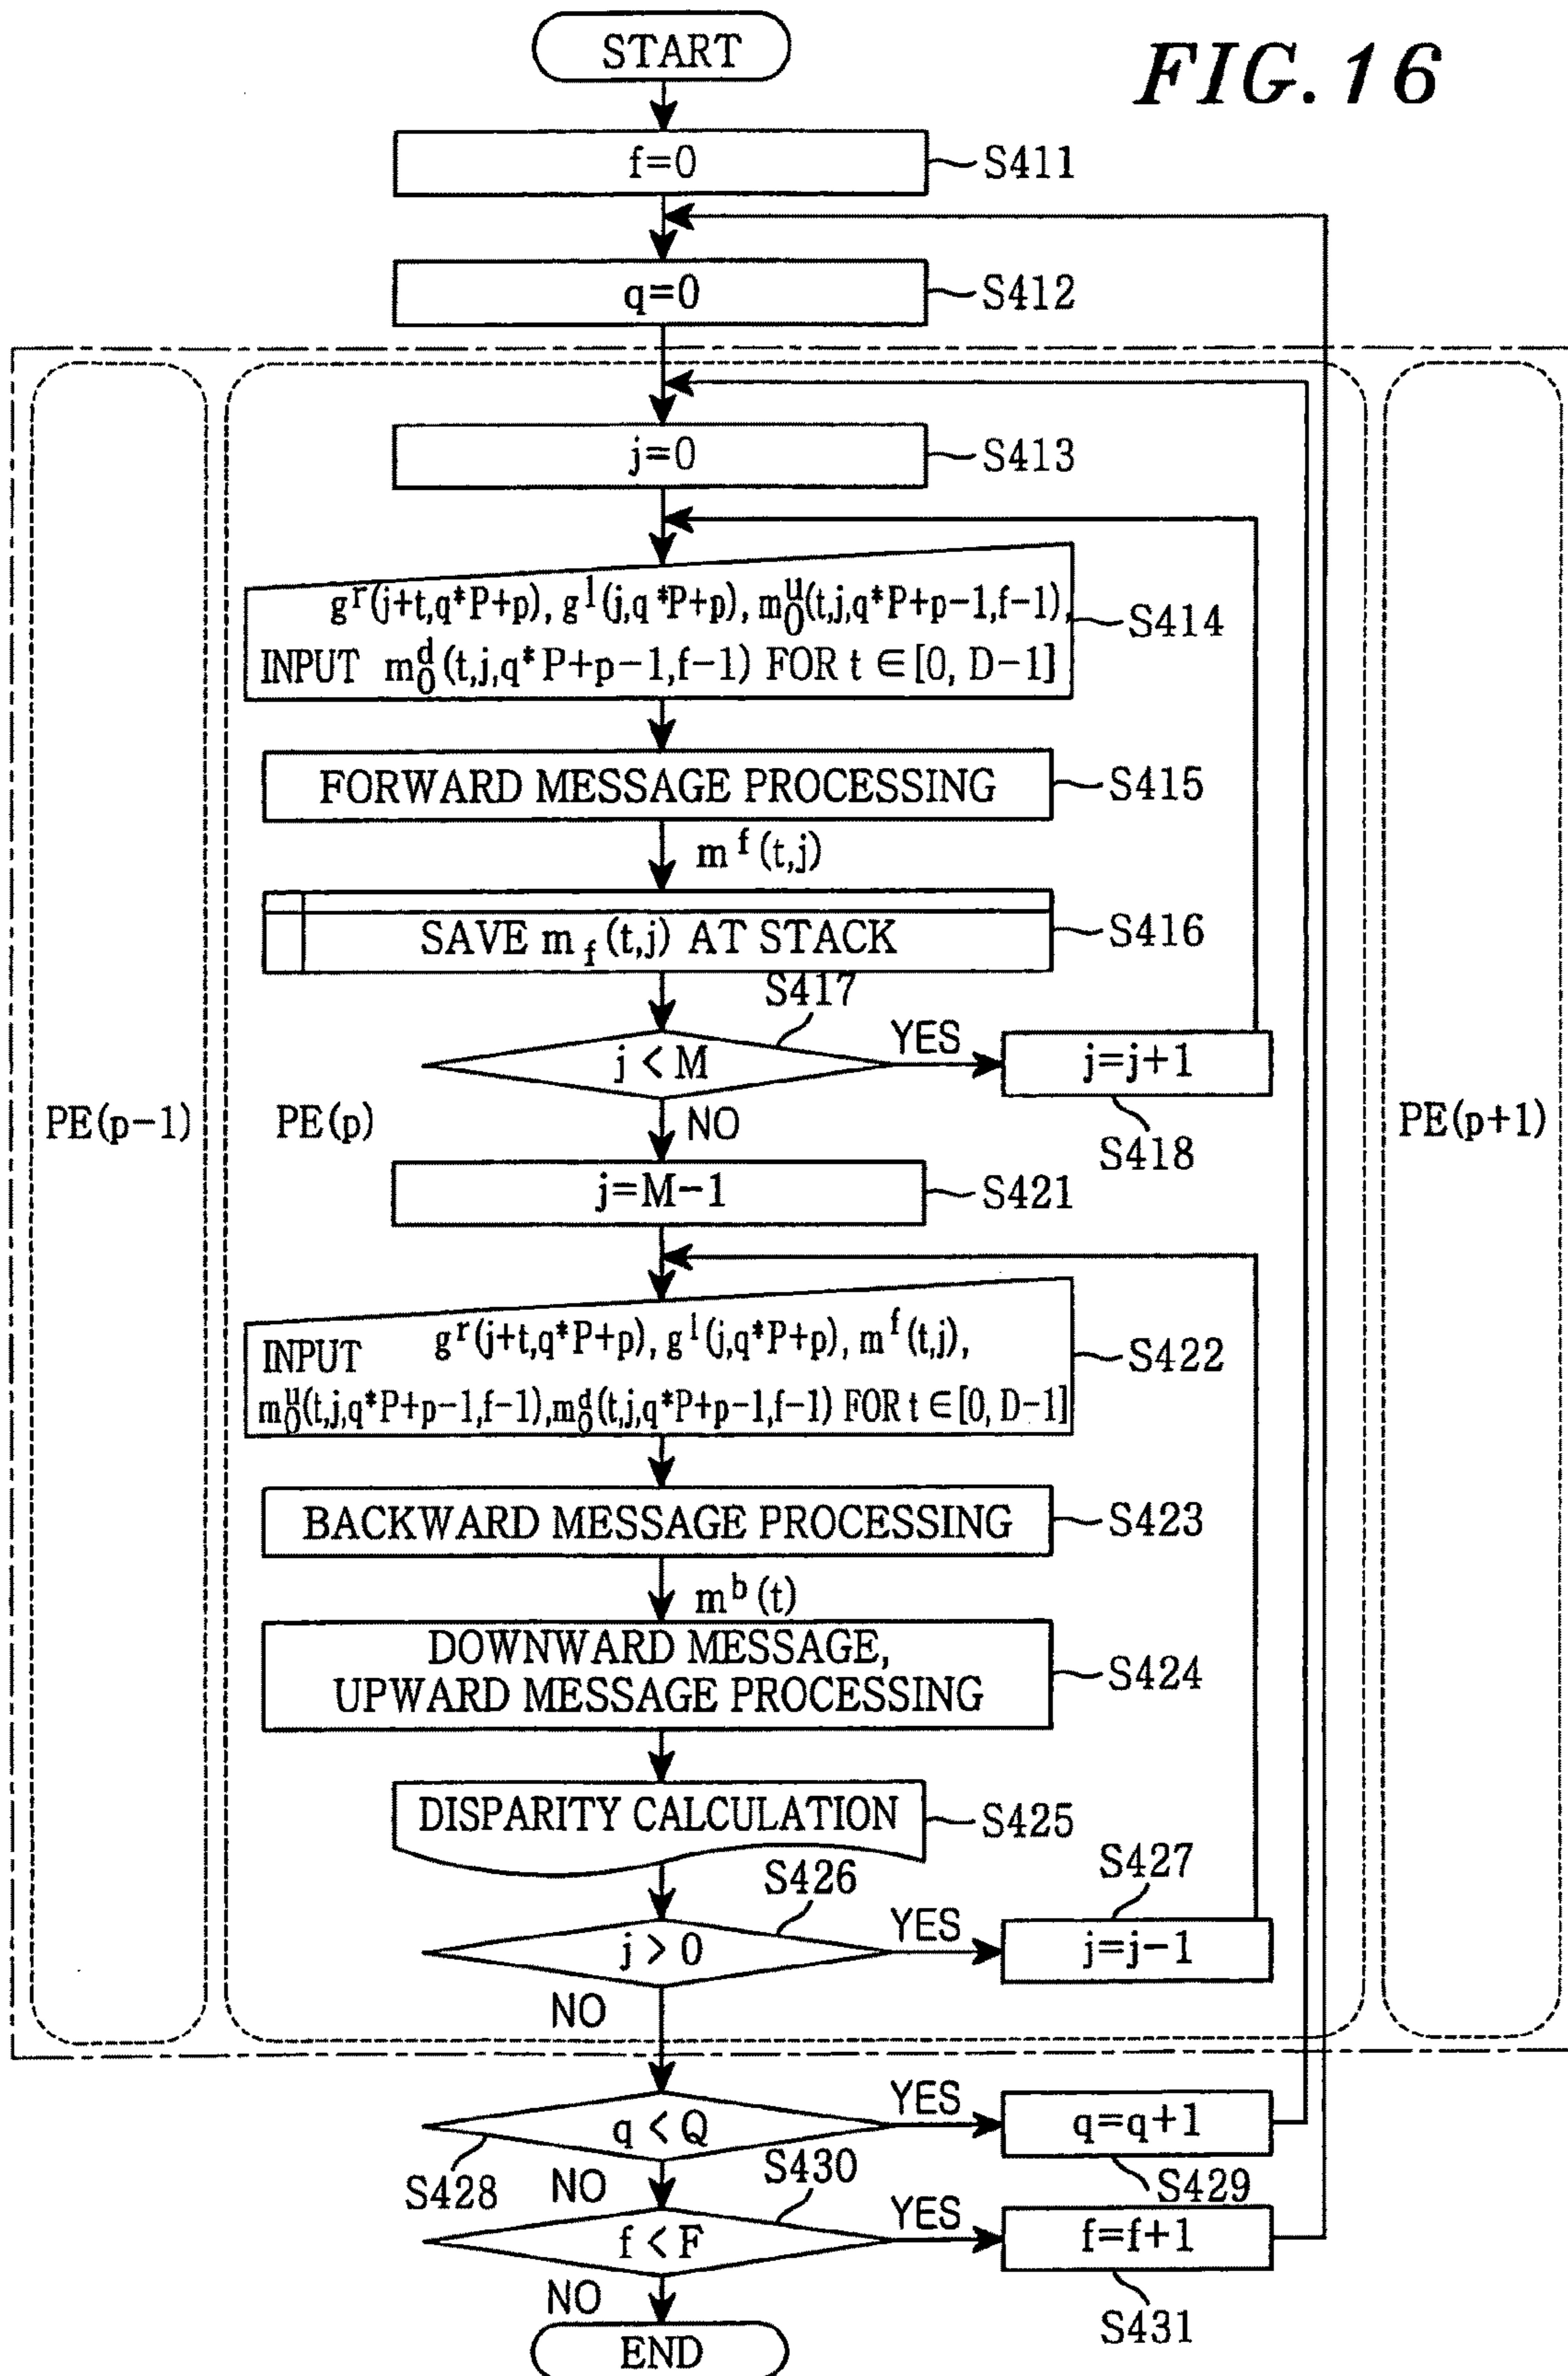 START
FIG.16
f=0
S411
q=0
S412
j=0
S413
g^r(j+t,q*P+p), g^l(j,q*P+p), m_0^u(t,j,q*P+p-1,f-1),
INPUT m_0^d(t,j,q*P+p-1,f-1) FOR t∈[0, D-1]
S414
FORWARD MESSAGE PROCESSING
S415
m^f(t,j)
SAVE m_f(t,j) AT STACK
S416
S417
j < M
YES
j=j+1
S418
NO
PE(p-1)
PE(p)
PE(p+1)
j=M-1
S421
INPUT g^r(j+t,q*P+p), g^l(j,q*P+p), m^f(t,j),
m_0^u(t,j,q*P+p-1,f-1),m_0^d(t,j,q*P+p-1,f-1) FOR t∈[0, D-1]
S422
BACKWARD MESSAGE PROCESSING
S423
m^b(t)
DOWNWARD MESSAGE,
UPWARD MESSAGE PROCESSING
S424
DISPARITY CALCULATION
S425
S426
j > 0
YES
S427
j=j-1
NO
q < Q
S428
YES
q=q+1
S429
NO
S430
f < F
YES
f=f+1
S431
NO
END